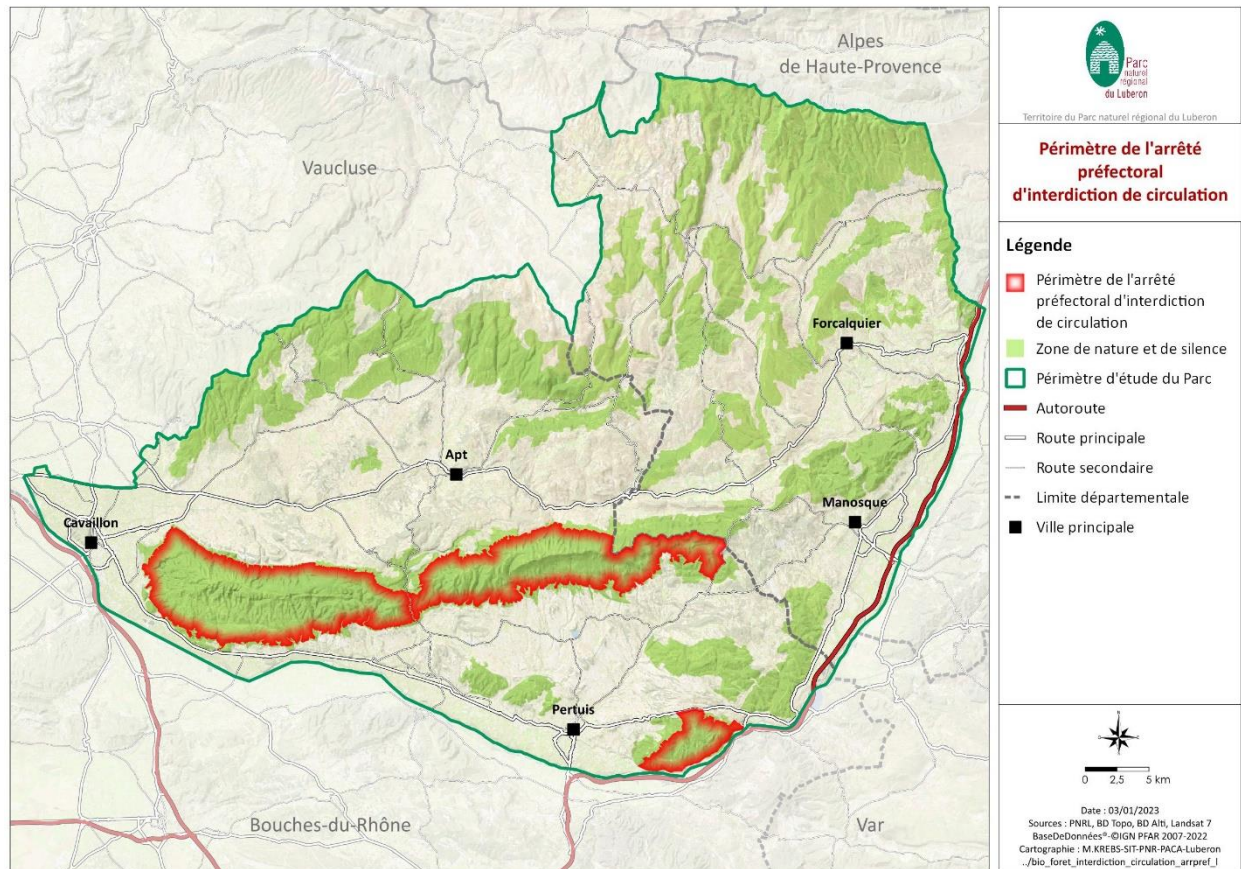 Alpes
de Haute-Provence
Vaucluse
Forcalquier
Apt
Cavaillon
Manosque
Pertuis
Bouches-du-Rhône
Var
Parc
naturel
régional
du Luberon
Territoire du Parc naturel régional du Luberon
Périmètre de l'arrêté
préfectoral
d'interdiction de circulation
Légende
Périmètre de l'arrêté
préfectoral d'interdiction
de circulation
Zone de nature et de silence
Périmètre d'étude du Parc
Autoroute
Route principale
Route secondaire
Limite départementale
Ville principale
0 2,5 5 km
Date : 03/01/2023
Sources : PNRL, BD Topo, BD Alti, Landsat 7
BaseDeDonnées®-©IGN PFAR 2007-2022
Cartographie : M.KREBS-SIT-PNR-PACA-Luberon
../bio_foret_interdiction_circulation_arrpref_l